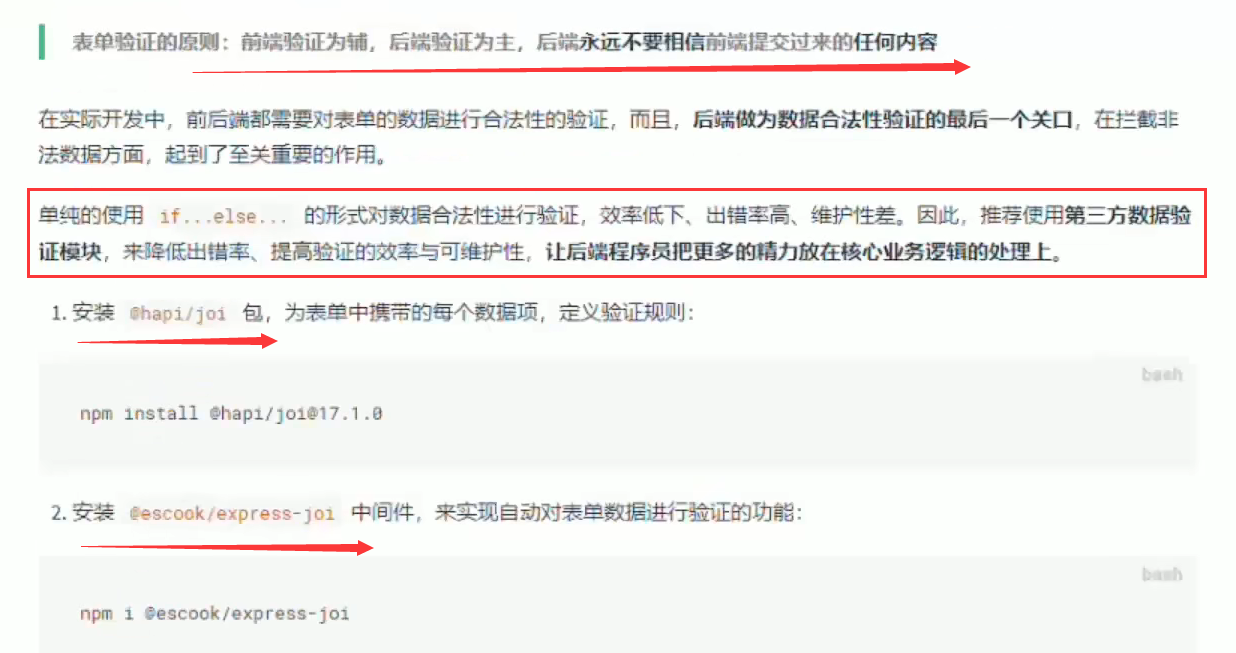 表单验证的原则：前端验证为辅，后端验证为主，后端永远不要相信前端提交过来的任何内容
在实际开发中，前后端都需要对表单的数据进行合法性的验证，而且，后端做为数据合法性验证的最后一个关口，在拦截非
法数据方面，起到了至关重要的作用。
单纯的使用 if...else... 的形式对数据合法性进行验证，效率低下、出错率高、维护性差。因此，推荐使用第三方数据验
证模块，来降低出错率、提高验证的效率与可维护性，让后端程序员把更多的精力放在核心业务逻辑的处理上。
1. 安装 @hapi/joi 包，为表单中携带的每个数据项，定义验证规则：
bash
npm install @hapi/joi@17.1.0
2. 安装 @escook/express-joi 中间件，来实现自动对表单数据进行验证的功能：
bash
npm i @escook/express-joi